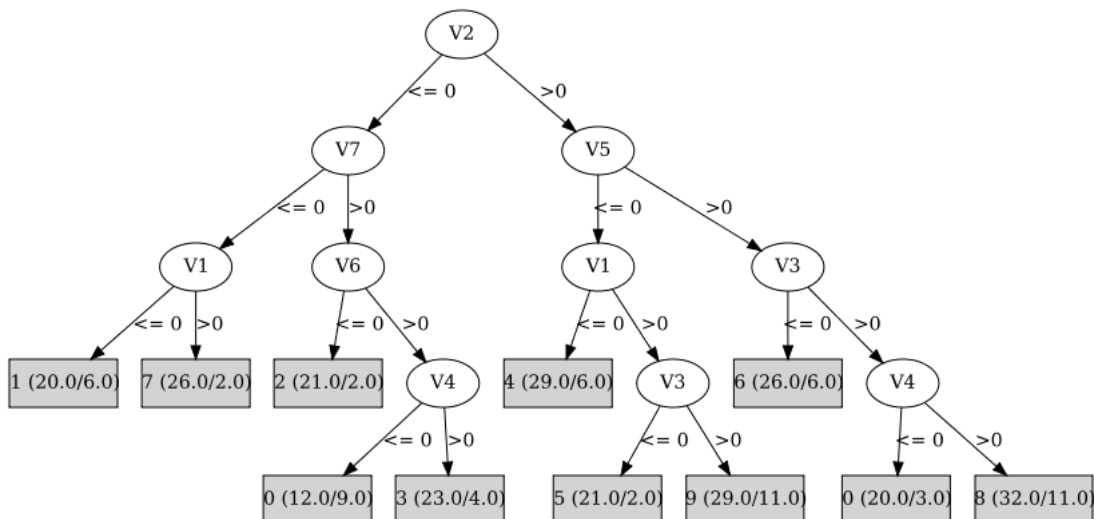 V2
<= 0 >0
V7 V5
<= 0 >0 <= 0 >0
V1 V6 V1 V3
<= 0 >0 <= 0 >0 <= 0 >0 <= 0 >0
1 (20.0/6.0) 7 (26.0/2.0) 2 (21.0/2.0) V4 4 (29.0/6.0) V3 6 (26.0/6.0) V4
<= 0 >0 <= 0 >0 <= 0 >0
0 (12.0/9.0) 3 (23.0/4.0) 5 (21.0/2.0) 9 (29.0/11.0) 0 (20.0/3.0) 8 (32.0/11.0)